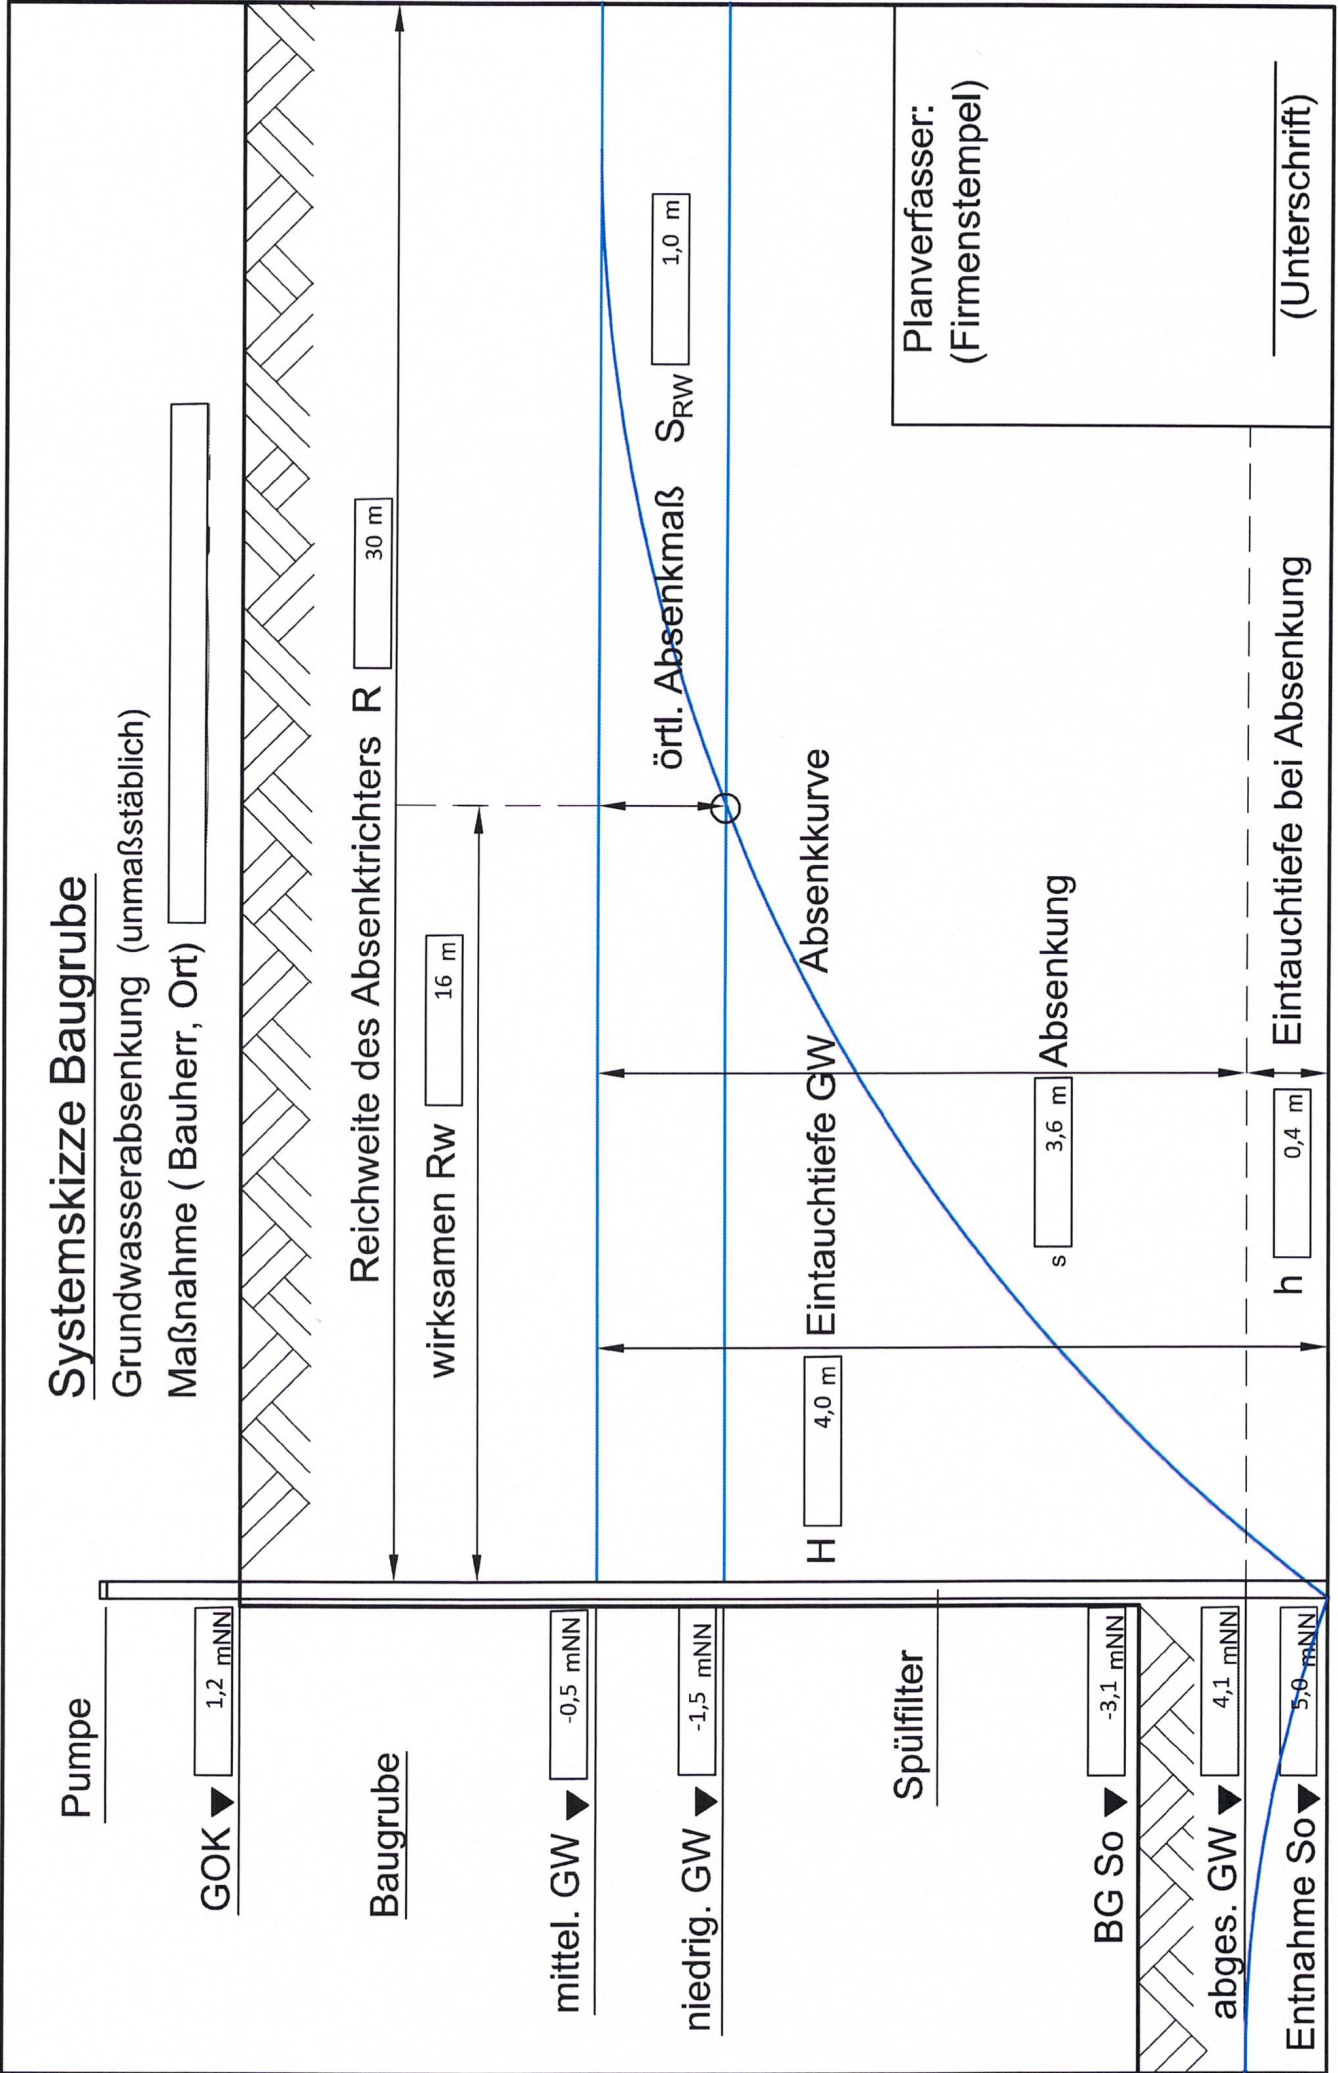 Systemskizze Baugrube
Grundwasserabsenkung (unmaßstäblich)
Maßnahme ( Bauherr, Ort)
Pumpe
GOK 1,2 mNN
Reichweite des Absenktrichters R 30 m
Baugrube
wirksamen Rw 16 m
mittel. GW -0,5 mNN
örtl. Absenkmaß S RW 1,0 m
niedrig. GW -1,5 mNN
H 4,0 m Eintauchtiefe GW Absenkkurve
Spülfilter
Planverfasser:
(Firmenstempel)
s 3,6 m Absenkung
BG So -3,1 mNN
abges. GW 4,1 mNN
h 0,4 m Eintauchtiefe bei Absenkung
Entnahme So 5,0 mNN
(Unterschrift)